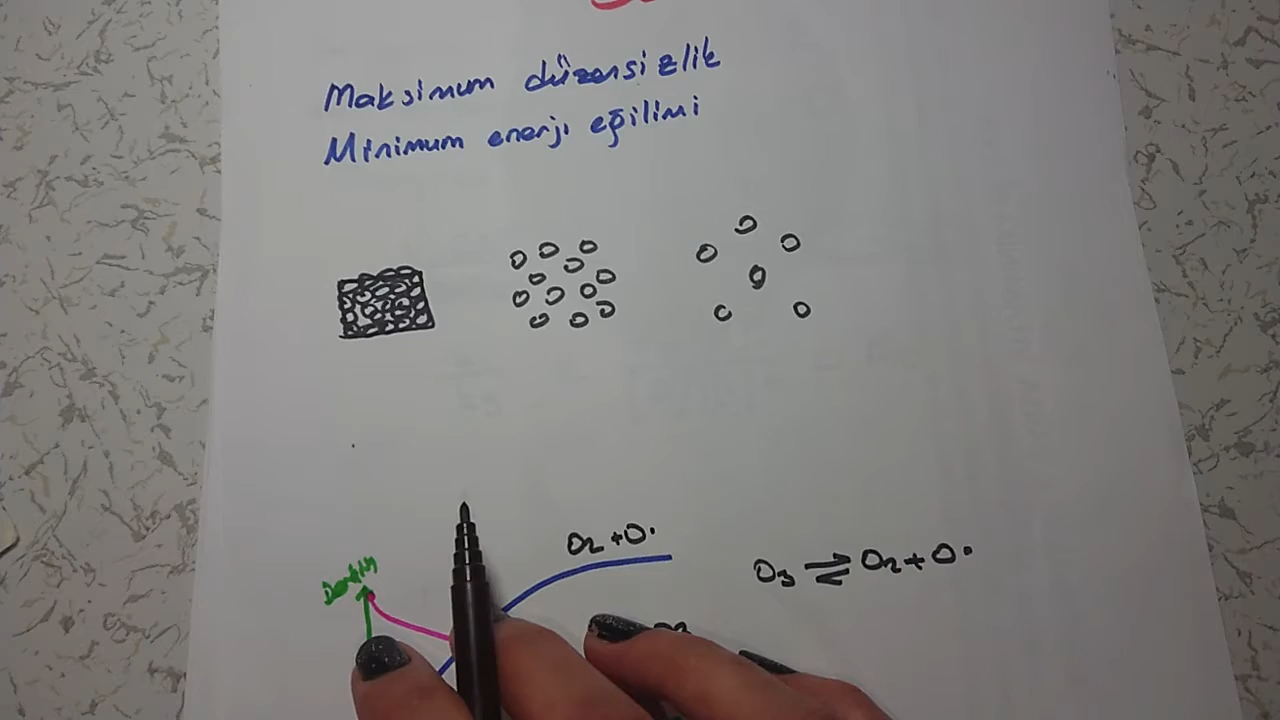 Maksimum düzensizlik
Minimum enerji eğilimi
O₂ + O•
O₃ ⇌ O₂ + O•